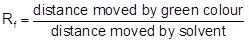 Rf = distance moved by green colour
distance moved by solvent